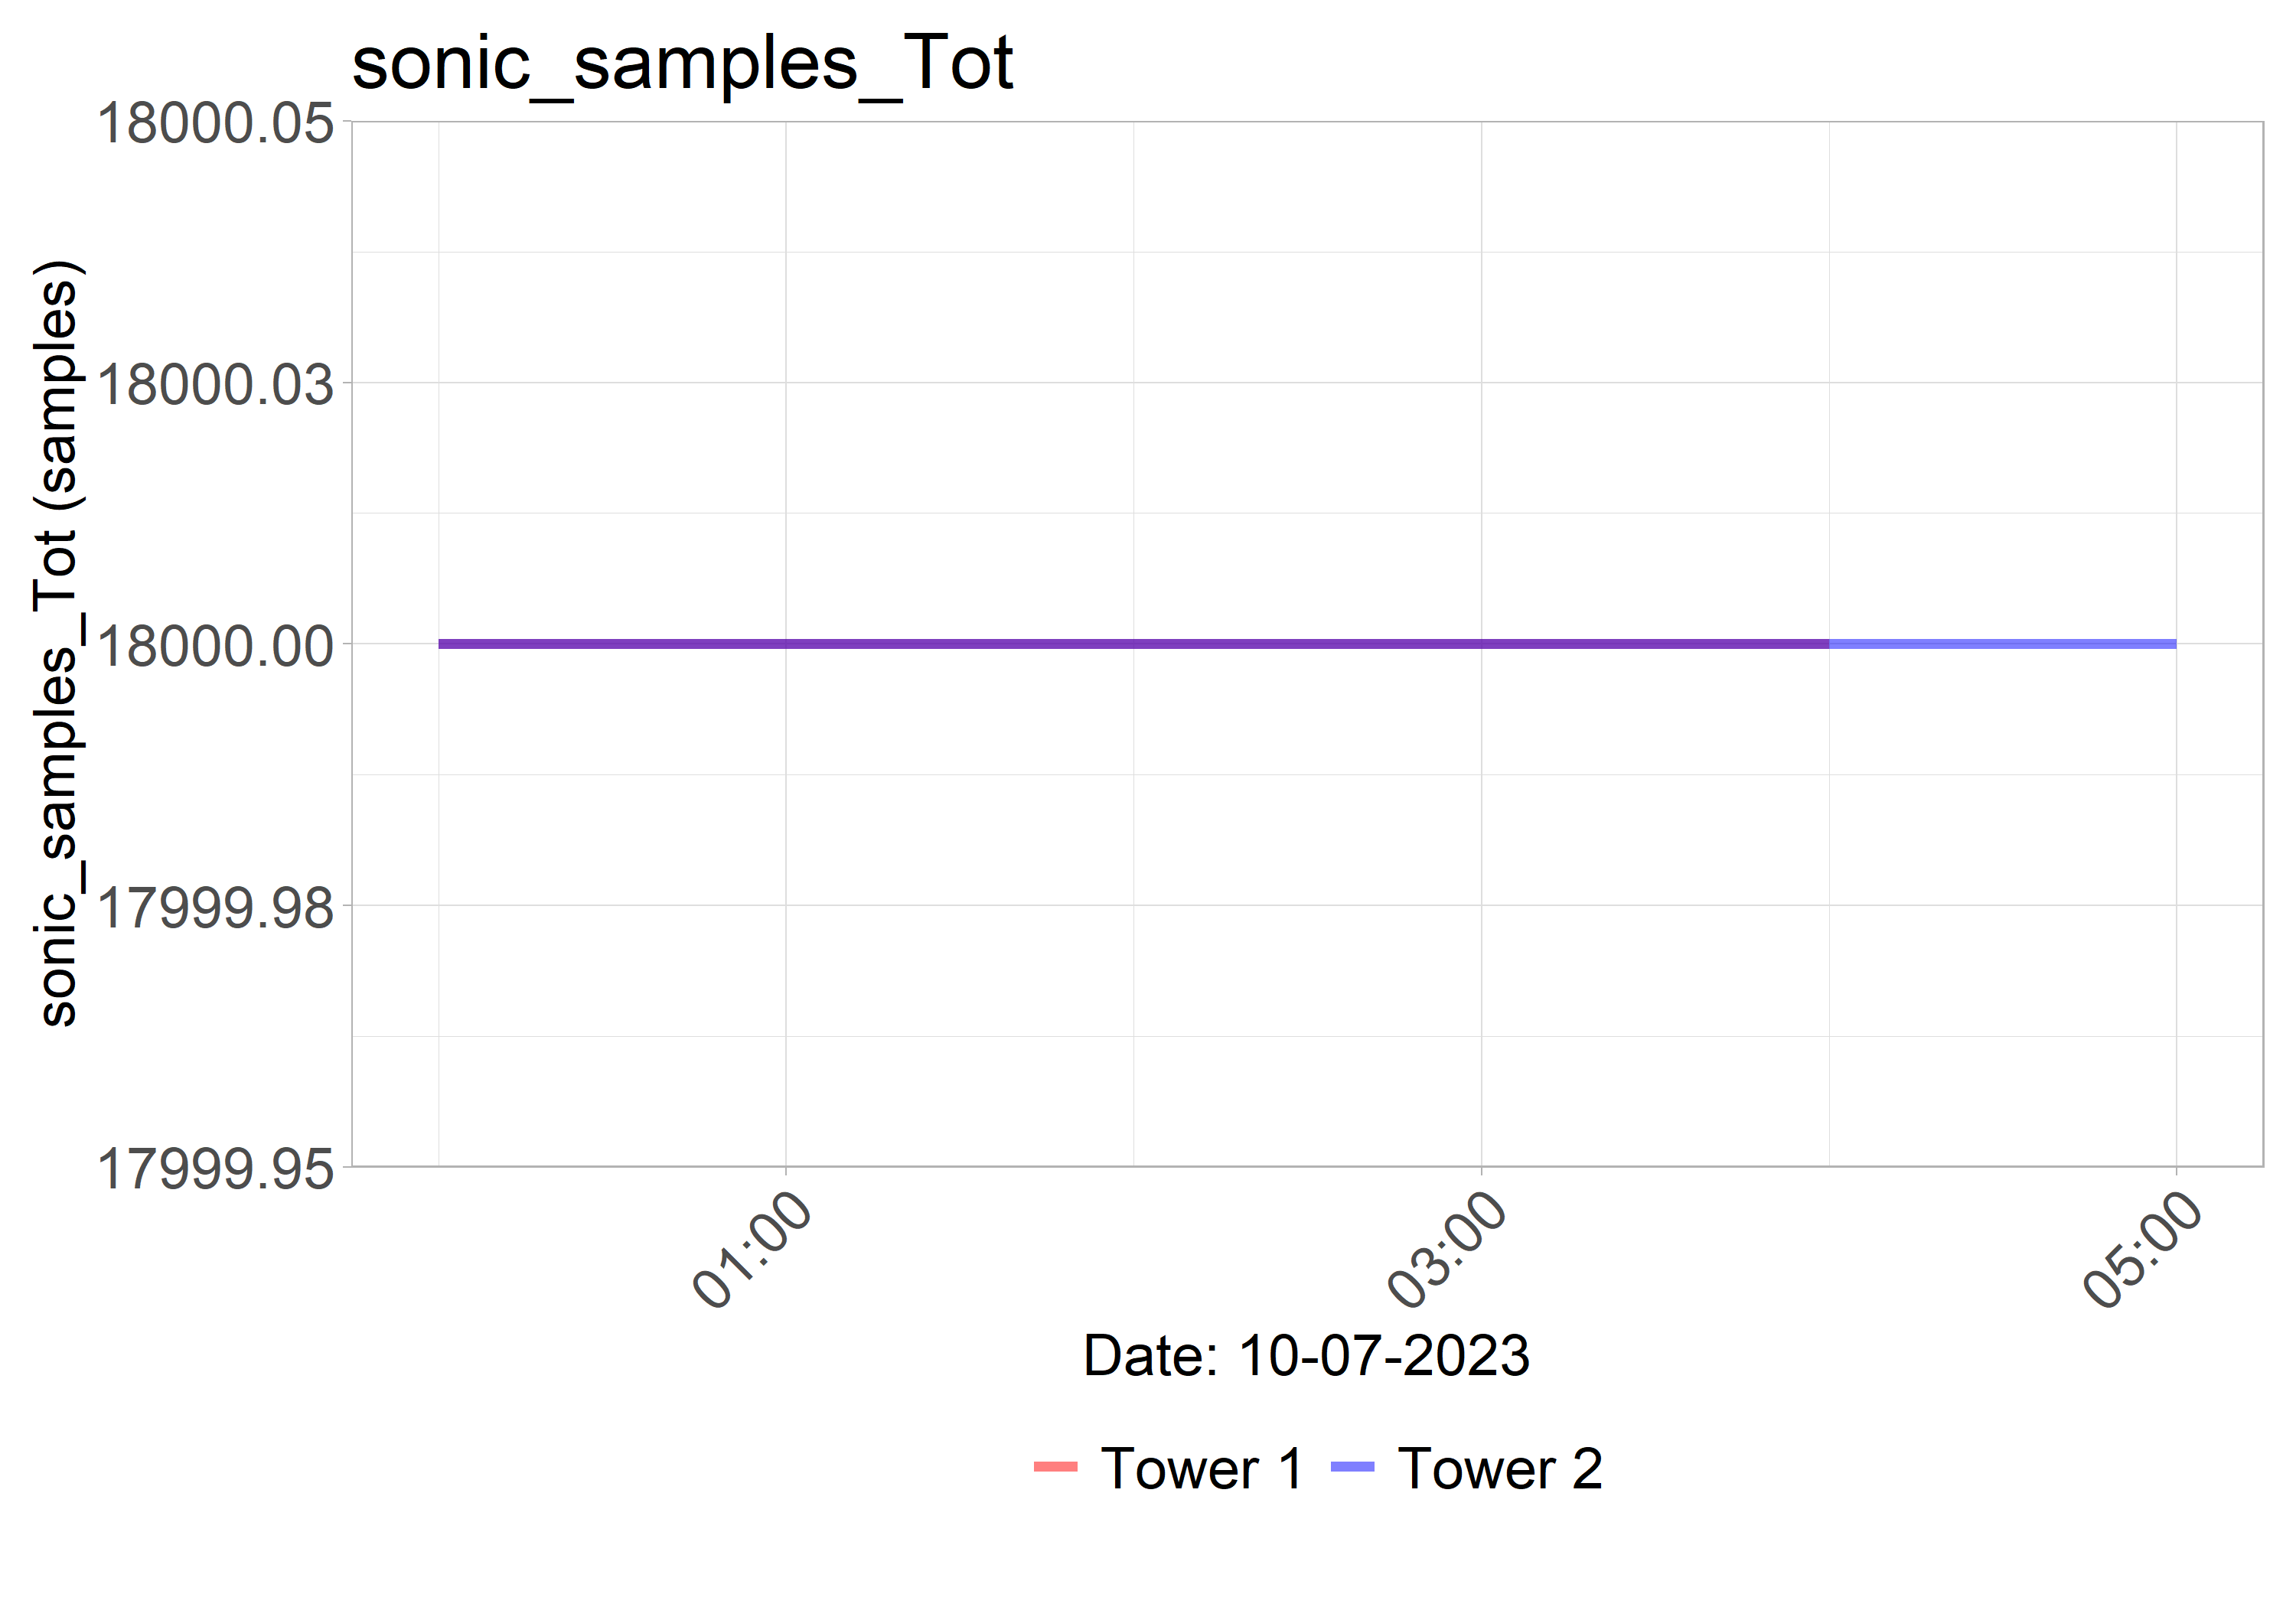 sonic_samples_Tot
18000.05
18000.03
18000.00
17999.98
17999.95
sonic_samples_Tot (samples)
01:00
03:00
05:00
Date: 10-07-2023
Tower 1
Tower 2